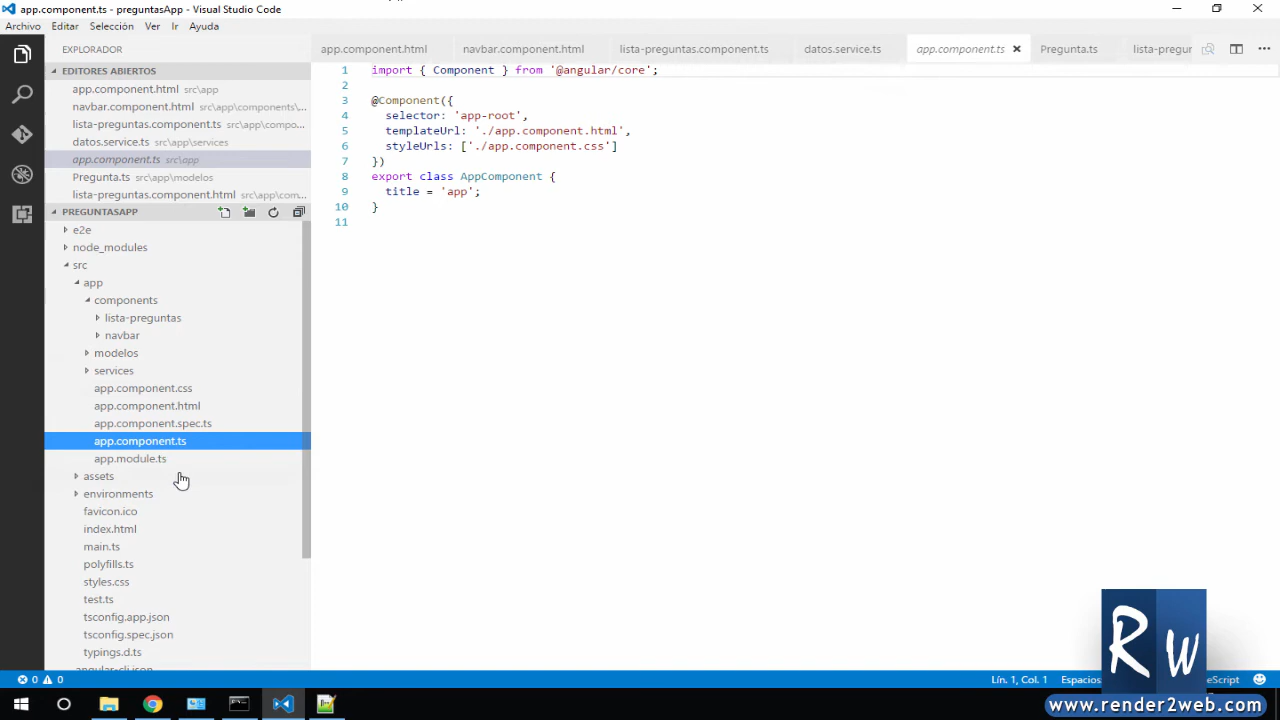 app.component.ts - preguntasApp - Visual Studio Code
Archivo Editar Selección Ver Ir Ayuda
EXPLORADOR
EDITORES ABIERTOS
app.component.html src\app
navbar.component.html src\app\components\...
lista-preguntas.component.ts src\app\compo...
datos.service.ts src\app\services
app.component.ts src\app
Pregunta.ts src\app\modelos
lista-preguntas.component.html src\app\com...
PREGUNTASAPP
e2e
node_modules
src
app
components
lista-preguntas
navbar
modelos
services
app.component.css
app.component.html
app.component.spec.ts
app.component.ts
app.module.ts
assets
environments
favicon.ico
index.html
main.ts
polyfills.ts
styles.css
test.ts
tsconfig.app.json
tsconfig.spec.json
typings.d.ts
angular-cli.json
app.component.html navbar.component.html lista-preguntas.component.ts datos.service.ts app.component.ts Pregunta.ts lista-pregur
1 import { Component } from '@angular/core';
2
3 @Component({
4 selector: 'app-root',
5 templateUrl: './app.component.html',
6 styleUrls: ['./app.component.css']
7 })
8 export class AppComponent {
9 title = 'app';
10 }
11
0 0 Lín. 1, Col. 1 Espacios eScript
RW
www.render2web.com